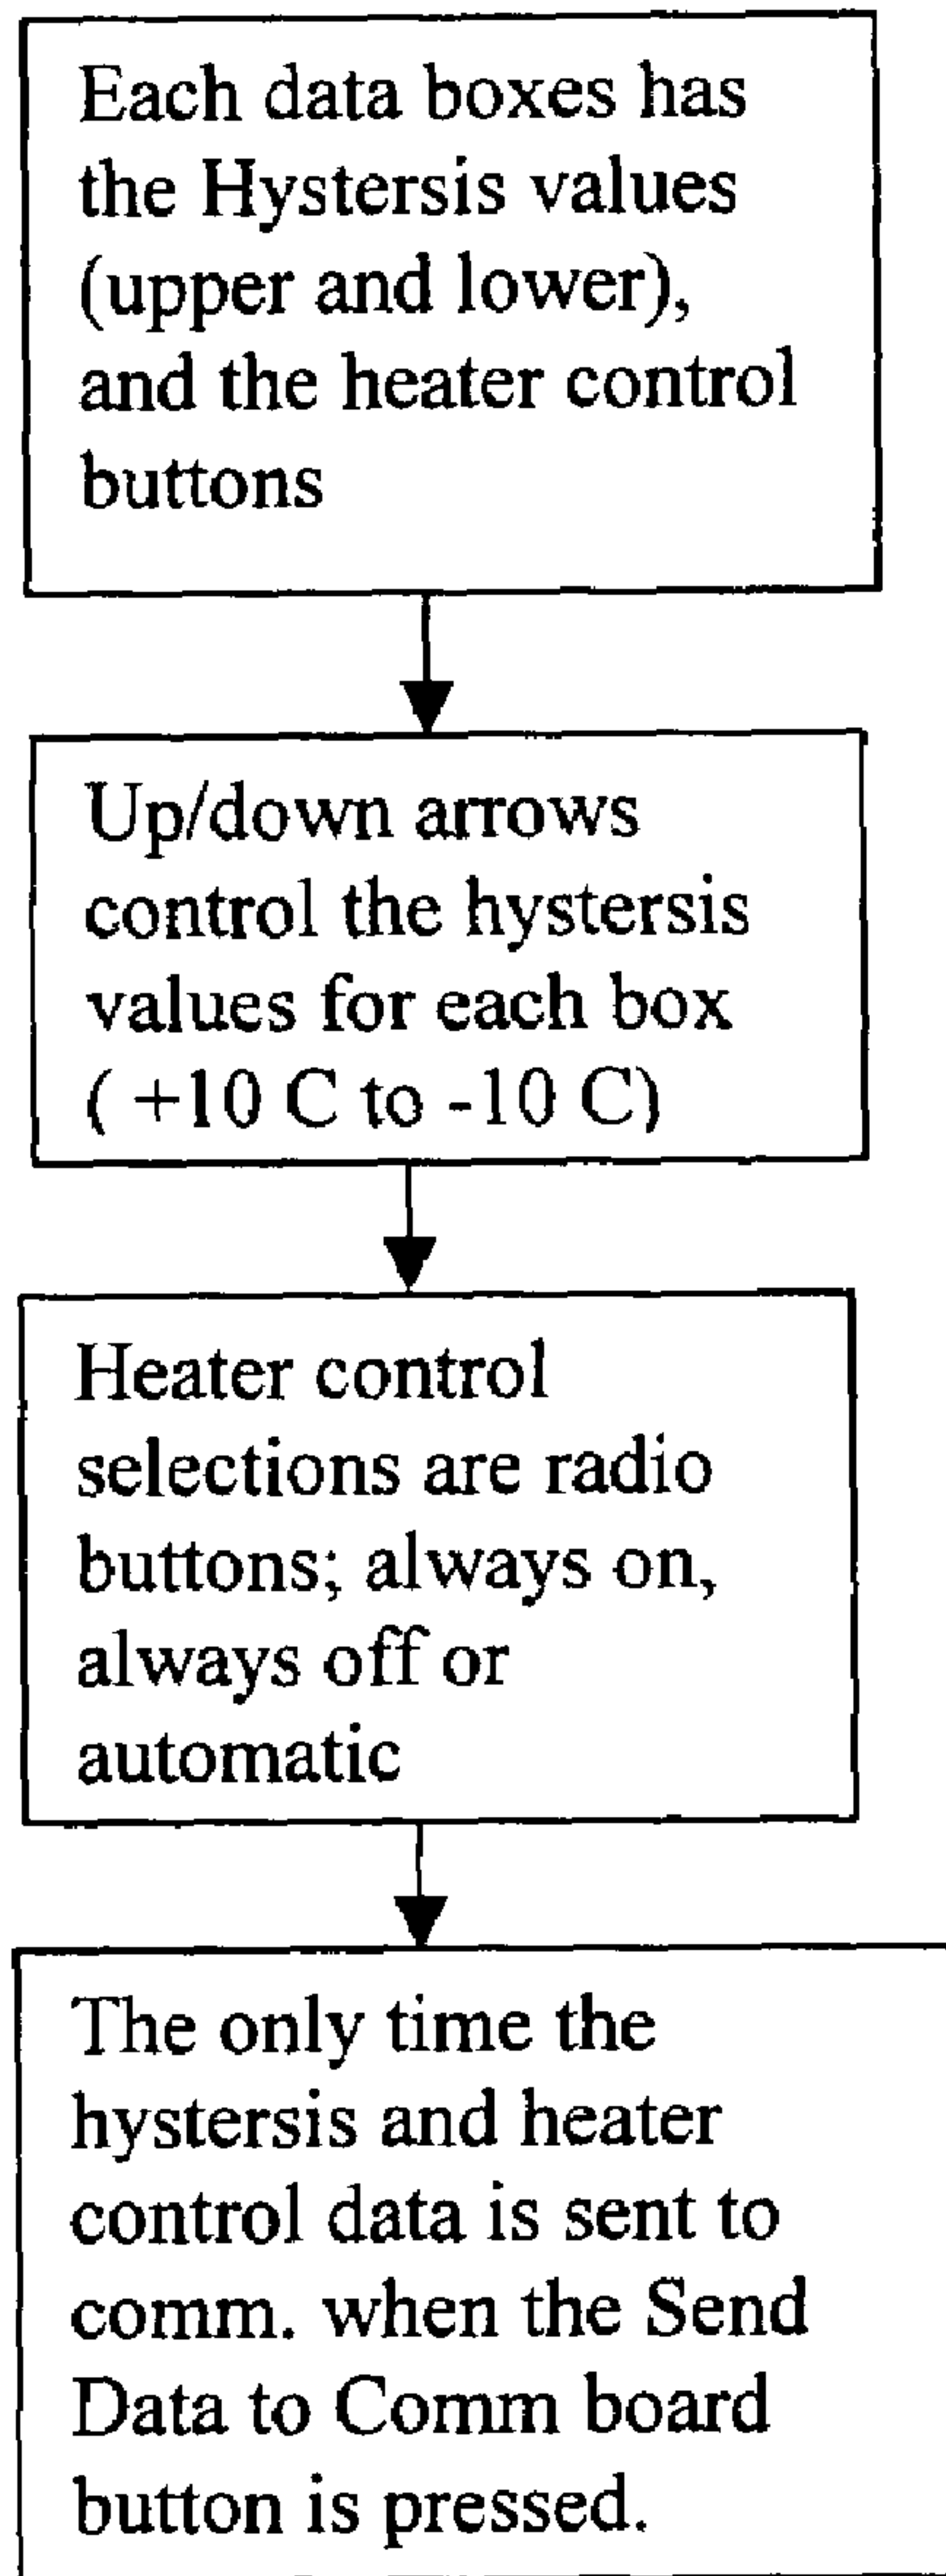 Each data boxes has
the Hystersis values
(upper and lower),
and the heater control
buttons
Up/down arrows
control the hystersis
values for each box
( +10 C to -10 C)
Heater control
selections are radio
buttons; always on,
always off or
automatic
The only time the
hystersis and heater
control data is sent to
comm. when the Send
Data to Comm board
button is pressed.